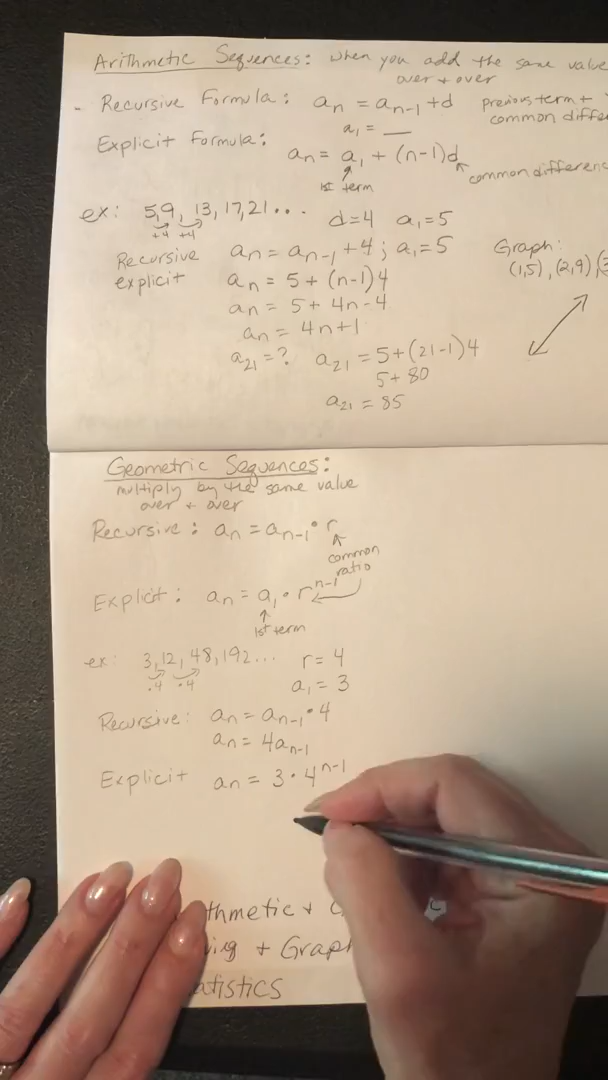 Arithmetic Sequences: when you add the same value
over + over
Recursive Formula: aₙ = aₙ₋₁ + d previous term +
a₁ = __ common diffe
Explicit Formula:
aₙ = a₁ + (n-1)d
1st term common differenc
ex: 5, 9, 13, 17, 21... d=4 a₁=5
+4 +4
Recursive aₙ = aₙ₋₁ + 4; a₁=5 Graph:
explicit aₙ = 5 + (n-1)4 (1,5), (2,9)
aₙ = 5 + 4n - 4
aₙ = 4n+1
a₂₁ = ? a₂₁ = 5+(21-1)4
5 + 80
a₂₁ = 85
Geometric Sequences:
multiply by the same value
over + over
Recursive: aₙ = aₙ₋₁ • r
common
ratio
Explicit: aₙ = a₁ • rⁿ⁻¹
1st term
ex: 3, 12, 48, 192... r = 4
·4 ·4 a₁ = 3
Recursive: aₙ = aₙ₋₁ • 4
aₙ = 4aₙ₋₁
Explicit aₙ = 3 • 4ⁿ⁻¹
thmetic +
ing + Graph
atistics